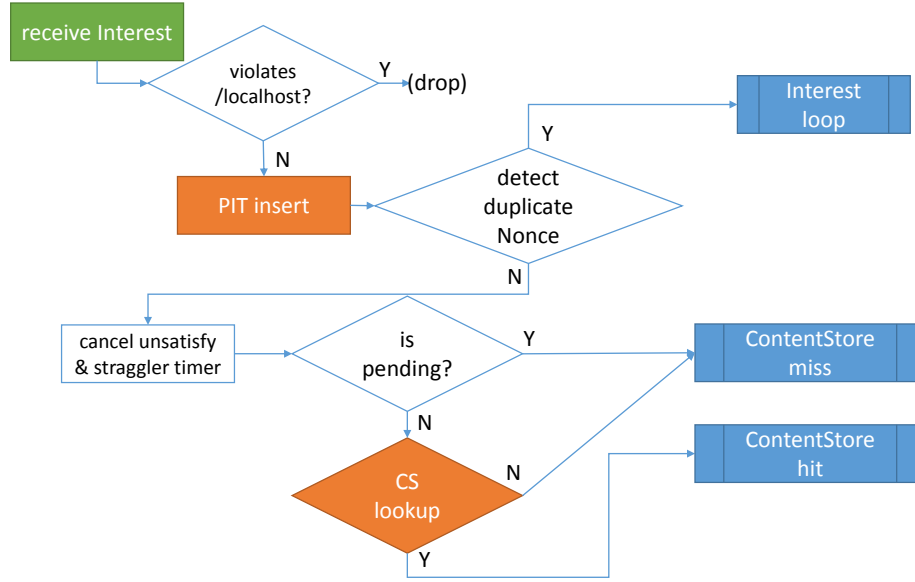 receive Interest
violates
/localhost?
Y
(drop)
N
Interest
loop
Y
PIT insert
detect
duplicate
Nonce
N
cancel unsatisfy
& straggler timer
is
pending?
Y
ContentStore
miss
N
CS
lookup
N
ContentStore
hit
Y